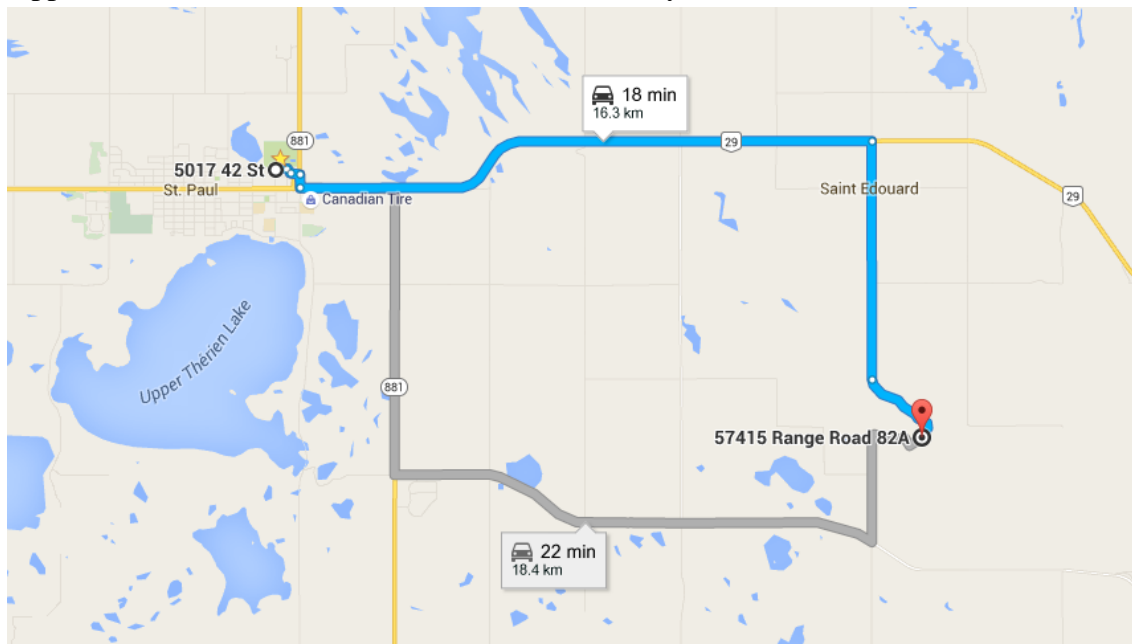 18 min
16.3 km
881
29
5017 42 St
St. Paul
Canadian Tire
Saint Edouard
29
Upper Thérien Lake
881
57415 Range Road 82A
22 min
18.4 km